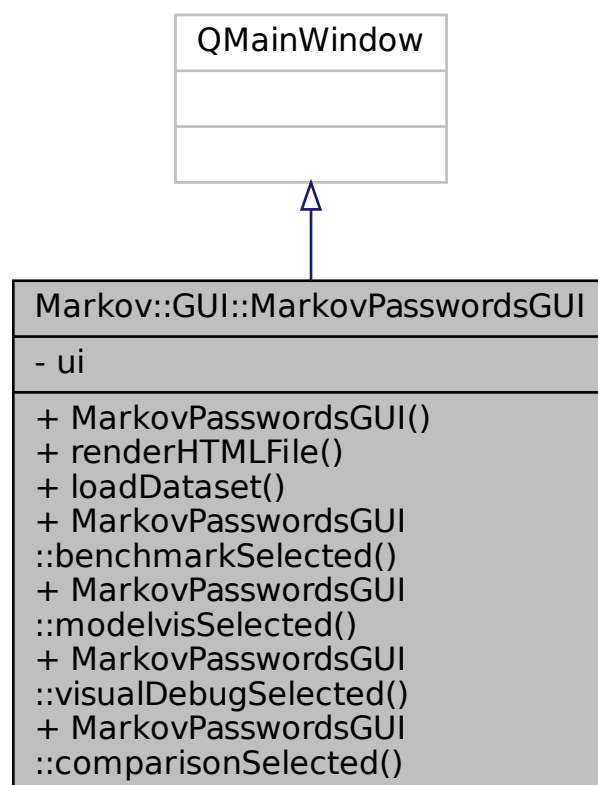 QMainWindow
Markov::GUI::MarkovPasswordsGUI
- ui
+ MarkovPasswordsGUI()
+ renderHTMLFile()
+ loadDataset()
+ MarkovPasswordsGUI
::benchmarkSelected()
+ MarkovPasswordsGUI
::modelvisSelected()
+ MarkovPasswordsGUI
::visualDebugSelected()
+ MarkovPasswordsGUI
::comparisonSelected()